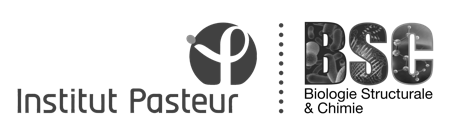 Institut Pasteur
BSC
Biologie Structurale
& Chimie